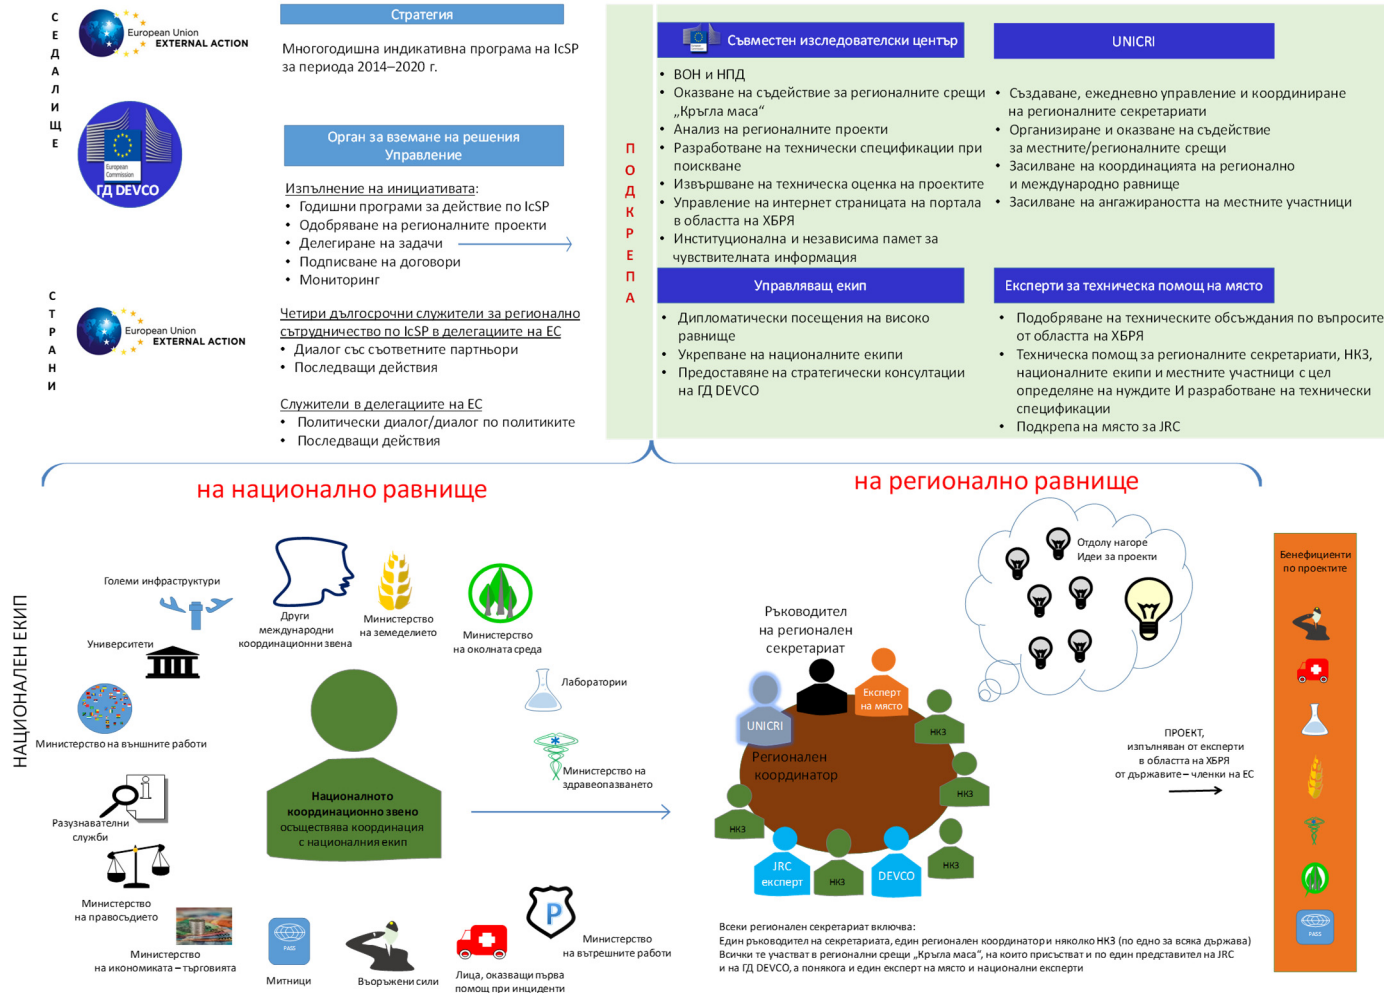 СЕДАЛИЩЕ
European Union
EXTERNAL ACTION
European
Commission
ГД DEVCO
Стратегия
Многогодишна индикативна програма на IcSP
за периода 2014–2020 г.
Орган за вземане на решения
Управление
Изпълнение на инициативата:
• Годишни програми за действие по IcSP
• Одобряване на регионалните проекти
• Делегиране на задачи
• Подписване на договори
• Мониторинг
СТРАНИ
European Union
EXTERNAL ACTION
Четири дългосрочни служители за регионално
сътрудничество по IcSP в делегациите на ЕС
• Диалог със съответните партньори
• Последващи действия
Служители в делегациите на ЕС
• Политически диалог/диалог по политиките
• Последващи действия
ПОДКРЕПА
Съвместен изследователски център
• ВОН и НПД
• Оказване на съдействие за регионалните срещи
„Кръгла маса“
• Анализ на регионалните проекти
• Разработване на технически спецификации при
поискване
• Извършване на техническа оценка на проектите
• Управление на интернет страницата на портала
в областта на ХБРЯ
• Институционална и независима памет за
чувствителната информация
UNICRI
• Създаване, ежедневно управление и координиране
на регионалните секретариати
• Организиране и оказване на съдействие
за местните/регионалните срещи
• Засилване на координацията на регионално
и международно равнище
• Засилване на ангажираността на местните участници
Управляващ екип
• Дипломатически посещения на високо
равнище
• Укрепване на националните екипи
• Предоставяне на стратегически консултации
на ГД DEVCO
Експерти за техническа помощ на място
• Подобряване на техническите обсъждания по въпросите
от областта на ХБРЯ
• Техническа помощ за регионалните секретариати, НКЗ,
националните екипи и местните участници с цел
определяне на нуждите И разработване на технически
спецификации
• Подкрепа на място за JRC
на национално равнище
НАЦИОНАЛЕН ЕКИП
Големи инфраструктури
Други
международни
координационни звена
Министерство
на земеделието
Министерство
на околната среда
Университети
Лаборатории
Министерство на външните работи
Министерство на
здравеопазването
Разузнавателни
служби
Националното
координационно звено
осъществява координация
с националния екип
Министерство
на правосъдието
Министерство
на икономиката – търговията
PASS
Митници
Въоръжени сили
Лица, оказващи първа
помощ при инциденти
P
Министерство
на вътрешните работи
на регионално равнище
Отдолу нагоре
Идеи за проекти
Ръководител
на регионален
секретариат
UNICRI
Експерт
на място
Регионален
координатор
НКЗ
НКЗ
НКЗ
НКЗ
НКЗ
JRC
експерт
DEVCO
ПРОЕКТ,
изпълняван от експерти
в областта на ХБРЯ
от държавите – членки на ЕС
Бенефициенти
по проектите
PASS
Всеки регионален секретариат включва:
Един ръководител на секретариата, един регионален координатор и няколко НКЗ (по едно за всяка държава)
Всички те участват в регионални срещи „Кръгла маса“, на които присъстват и по един представител на JRC
и на ГД DEVCO, а понякога и един експерт на място и национални експерти